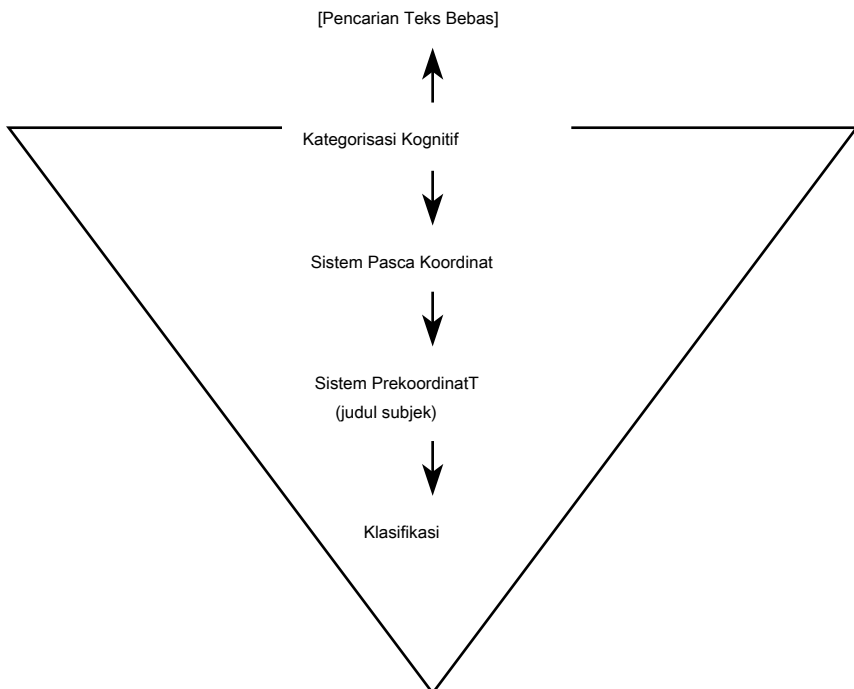 [Pencarian Teks Bebas]
Kategorisasi Kognitif
Sistem Pasca Koordinat
Sistem PrekoordinatT
(judul subjek)
Klasifikasi